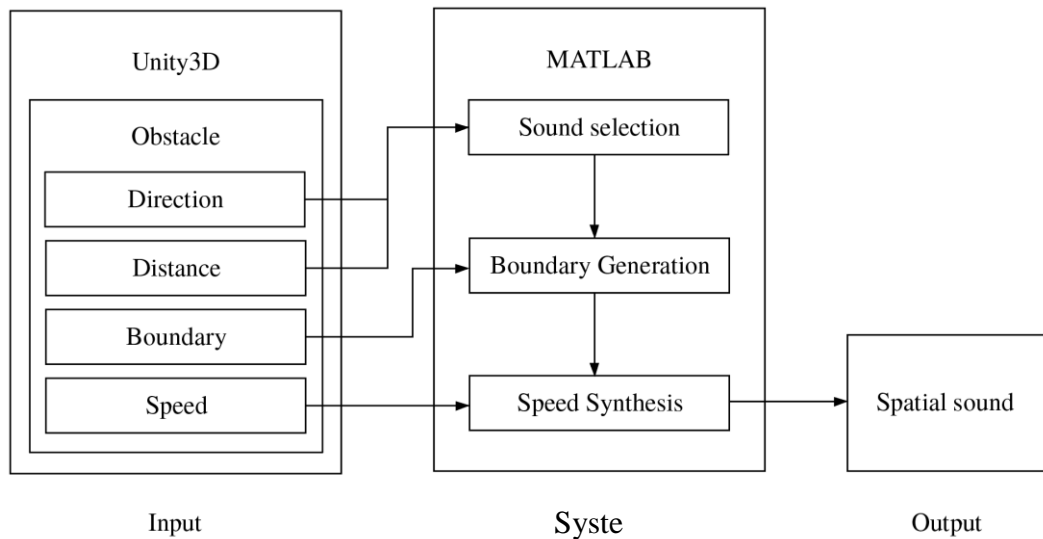 Unity3D
Obstacle
Direction
Distance
Boundary
Speed
Input
MATLAB
Sound selection
Boundary Generation
Speed Synthesis
Syste
Spatial sound
Output